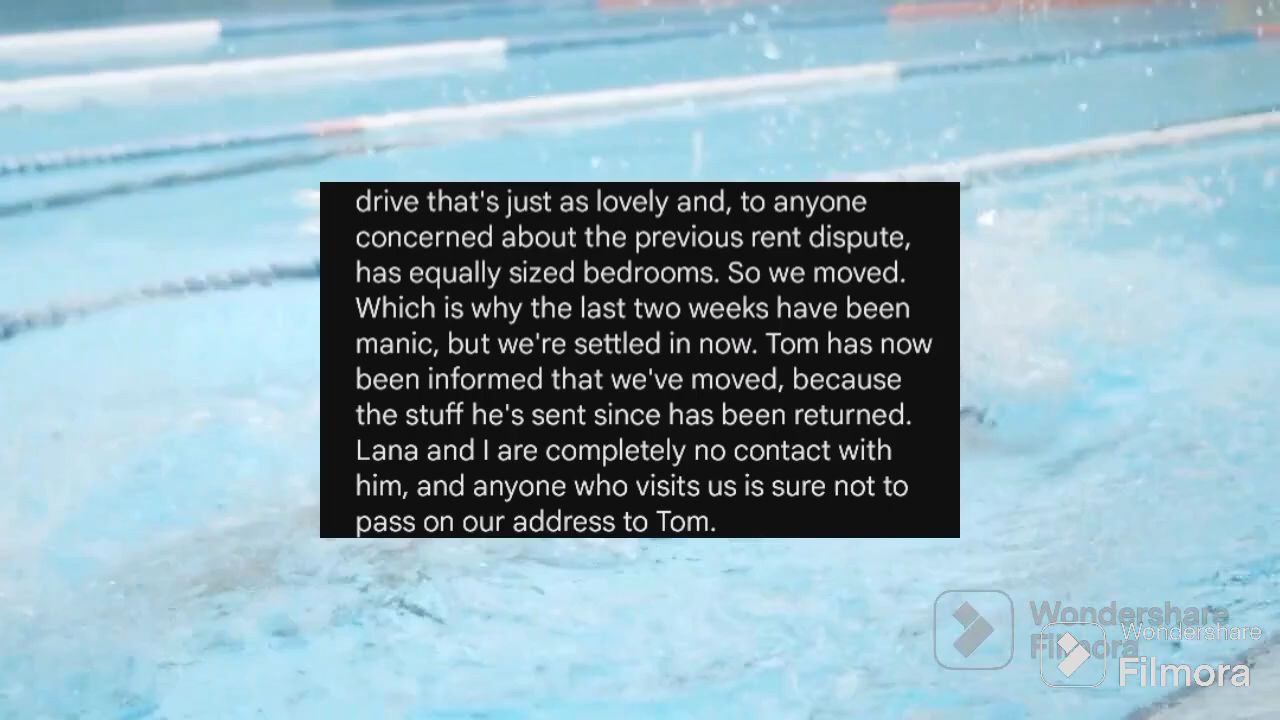 drive that's just as lovely and, to anyone
concerned about the previous rent dispute,
has equally sized bedrooms. So we moved.
Which is why the last two weeks have been
manic, but we're settled in now. Tom has now
been informed that we've moved, because
the stuff he's sent since has been returned.
Lana and I are completely no contact with
him, and anyone who visits us is sure not to
pass on our address to Tom.
Wondershare
Filmora
Wondershare
Filmora